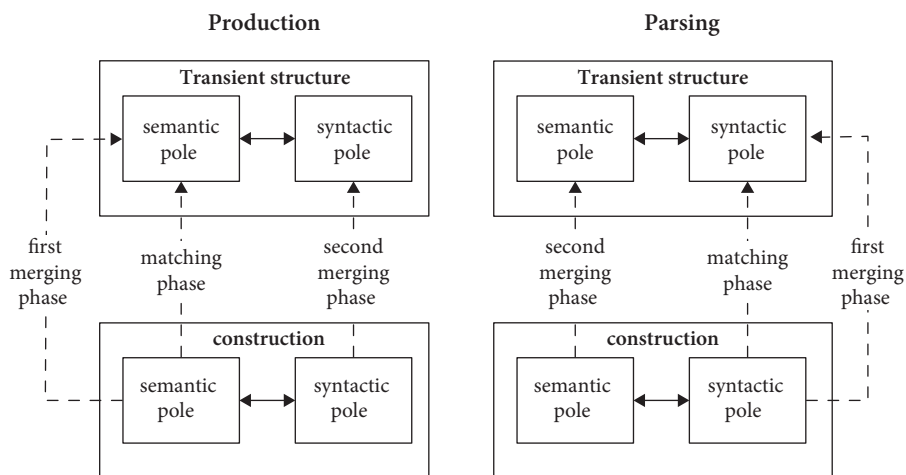 Production
Transient structure
semantic
pole
syntactic
pole
first
merging
phase
matching
phase
second
merging
phase
construction
semantic
pole
syntactic
pole
Parsing
Transient structure
semantic
pole
syntactic
pole
second
merging
phase
matching
phase
first
merging
phase
construction
semantic
pole
syntactic
pole